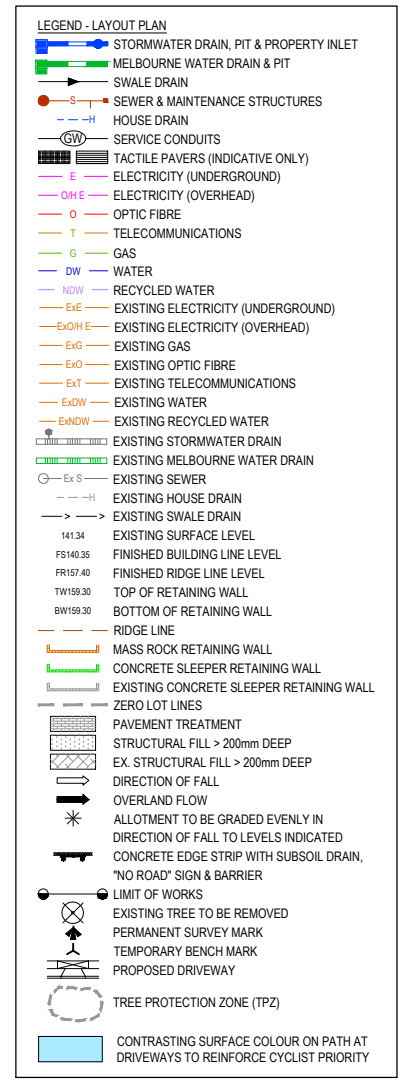 LEGEND - LAYOUT PLAN
STORMWATER DRAIN, PIT & PROPERTY INLET
MELBOURNE WATER DRAIN & PIT
SWALE DRAIN
S SEWER & MAINTENANCE STRUCTURES
H HOUSE DRAIN
GW SERVICE CONDUITS
TACTILE PAVERS (INDICATIVE ONLY)
E ELECTRICITY (UNDERGROUND)
O/H E ELECTRICITY (OVERHEAD)
O OPTIC FIBRE
T TELECOMMUNICATIONS
G GAS
DW WATER
NDW RECYCLED WATER
ExE EXISTING ELECTRICITY (UNDERGROUND)
ExO/H E EXISTING ELECTRICITY (OVERHEAD)
ExG EXISTING GAS
ExO EXISTING OPTIC FIBRE
ExT EXISTING TELECOMMUNICATIONS
ExDW EXISTING WATER
ExNDW EXISTING RECYCLED WATER
EXISTING STORMWATER DRAIN
EXISTING MELBOURNE WATER DRAIN
Ex S EXISTING SEWER
H EXISTING HOUSE DRAIN
EXISTING SWALE DRAIN
141.34 EXISTING SURFACE LEVEL
FS140.35 FINISHED BUILDING LINE LEVEL
FR157.40 FINISHED RIDGE LINE LEVEL
TW159.30 TOP OF RETAINING WALL
BW159.30 BOTTOM OF RETAINING WALL
RIDGE LINE
MASS ROCK RETAINING WALL
CONCRETE SLEEPER RETAINING WALL
EXISTING CONCRETE SLEEPER RETAINING WALL
ZERO LOT LINES
PAVEMENT TREATMENT
STRUCTURAL FILL > 200mm DEEP
EX. STRUCTURAL FILL > 200mm DEEP
DIRECTION OF FALL
OVERLAND FLOW
ALLOTMENT TO BE GRADED EVENLY IN
DIRECTION OF FALL TO LEVELS INDICATED
CONCRETE EDGE STRIP WITH SUBSOIL DRAIN,
"NO ROAD" SIGN & BARRIER
LIMIT OF WORKS
EXISTING TREE TO BE REMOVED
PERMANENT SURVEY MARK
TEMPORARY BENCH MARK
PROPOSED DRIVEWAY
TREE PROTECTION ZONE (TPZ)
CONTRASTING SURFACE COLOUR ON PATH AT
DRIVEWAYS TO REINFORCE CYCLIST PRIORITY